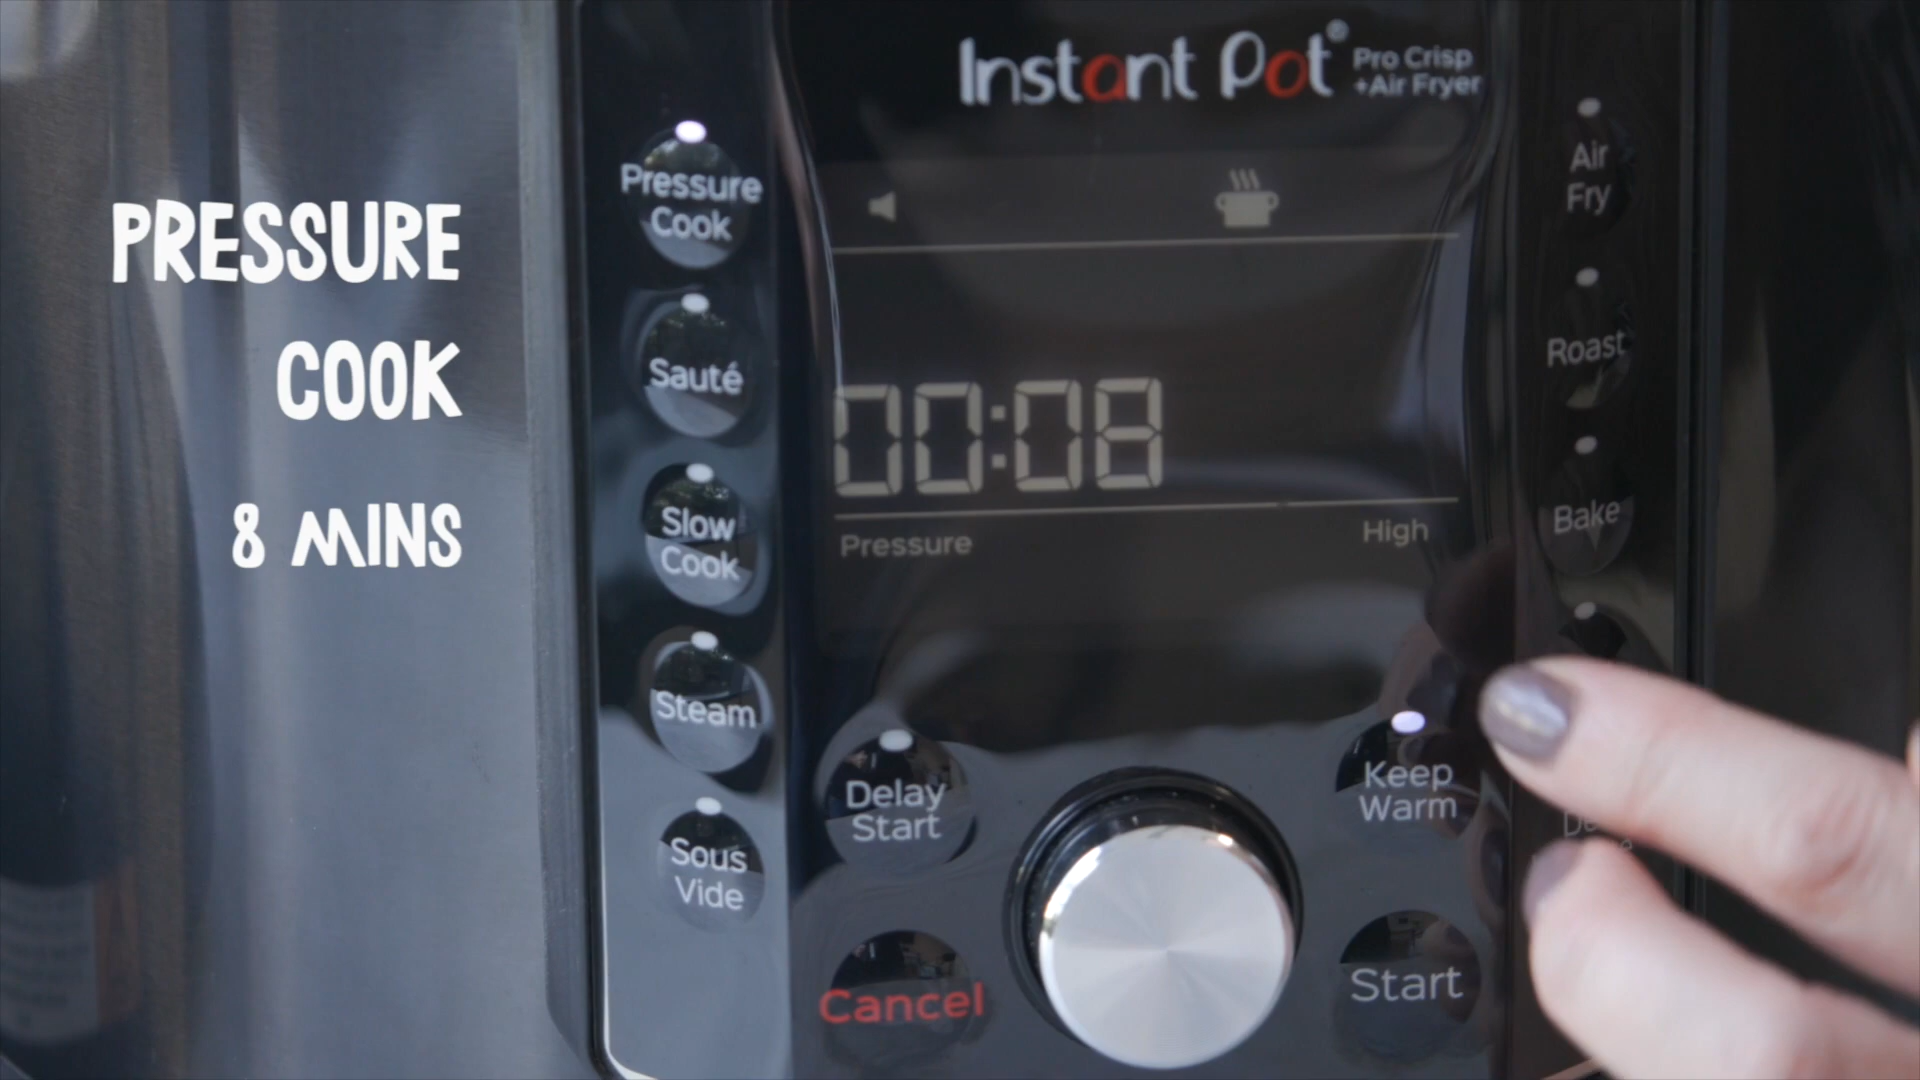 PRESSURE
COOK
8 MINS
Instant Pot®
Pro Crisp
+Air Fryer
Pressure
Cook
Sauté
Slow
Cook
Steam
Sous
Vide
00:08
Pressure High
Delay
Start
Keep
Warm
Cancel
Start
Air
Fry
Roast
Bake